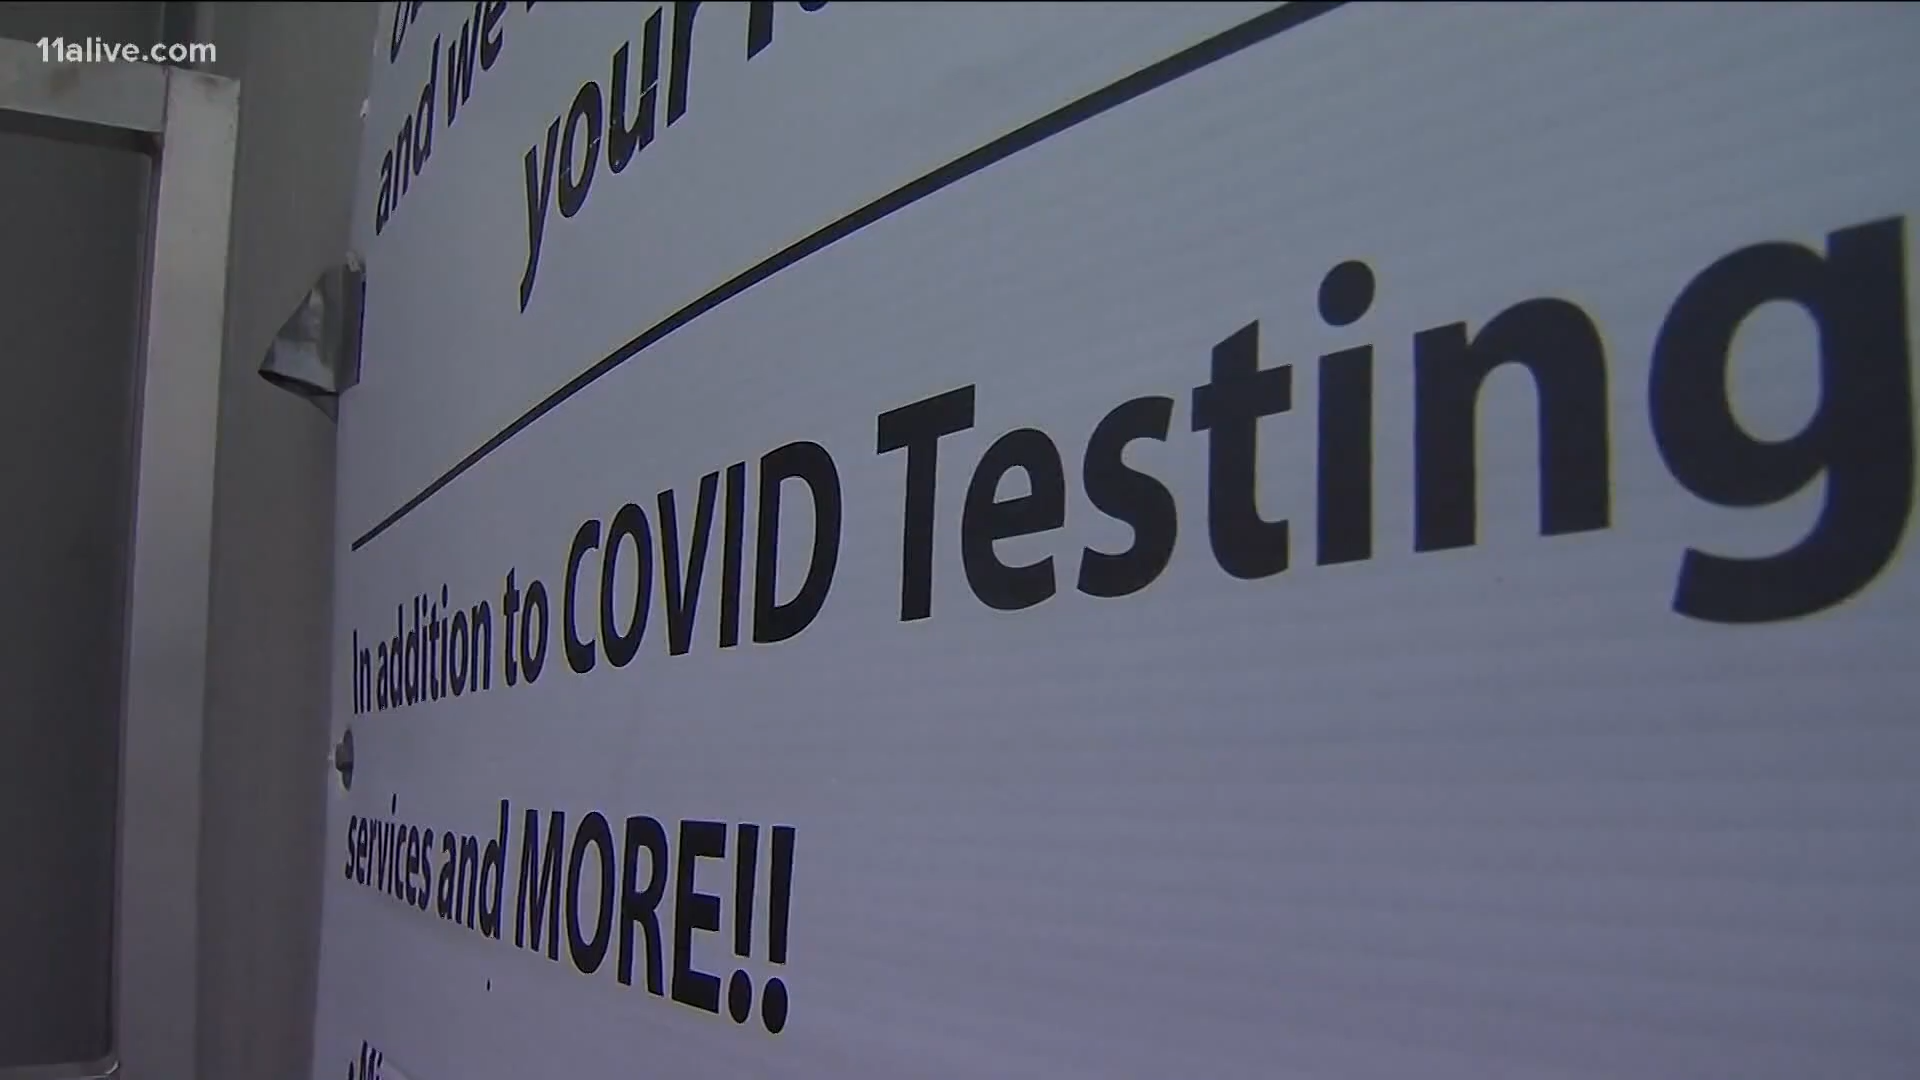 11alive.com
and we
your
In addition to COVID Testing
services and MORE!!